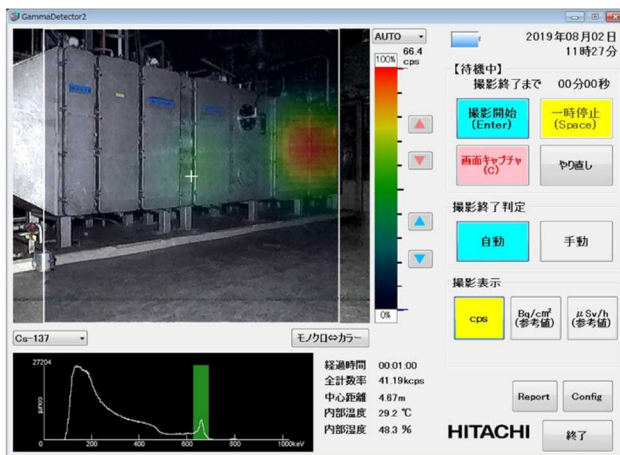 GammaDetector2
AUTO
66.4
cps
100%
0%
2019年08月02日
11時27分
【待機中】
撮影終了まで 00分00秒
撮影開始
(Enter)
一時停止
(Space)
画面キャプチャ
(C)
やり直し
撮影終了判定
自動
手動
撮影表示
cps
Bq/cm²
(参考値)
μSv/h
(参考値)
Cs-137
モノクロ⇔カラー
27204
count
0 200 400 600 800 1000keV
経過時間 00:01:00
全計数率 41.19kcps
中心距離 4.67m
内部温度 29.2 ℃
内部湿度 48.3 %
Report
Config
HITACHI
終了